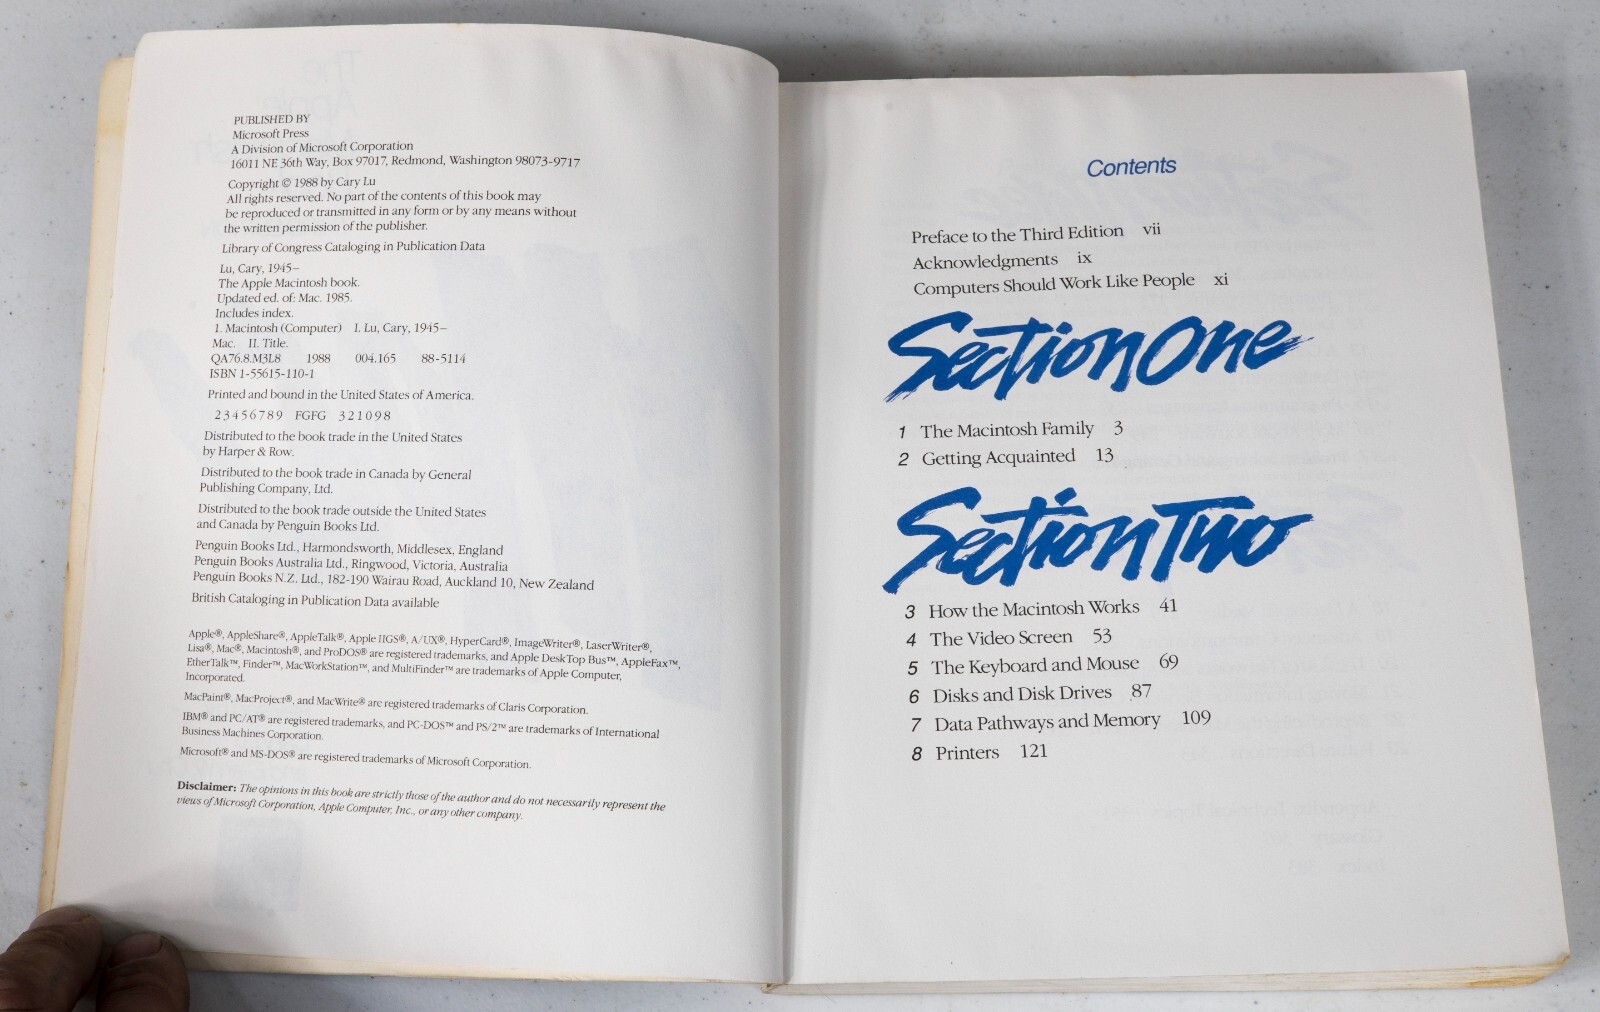 PUBLISHED BY
Microsoft Press
A Division of Microsoft Corporation
16011 NE 36th Way, Box 97017, Redmond, Washington 98073-9717
Copyright © 1988 by Cary Lu
All rights reserved. No part of the contents of this book may
be reproduced or transmitted in any form or by any means without
the written permission of the publisher.
Library of Congress Cataloging in Publication Data
Lu, Cary, 1945–
The Apple Macintosh book.
Updated ed. of: Mac. 1985.
Includes index.
1. Macintosh (Computer) I. Lu, Cary, 1945–
Mac. II. Title.
QA76.8.M3L8 1988 004.165 88-5114
ISBN 1-55615-110-1
Printed and bound in the United States of America.
2 3 4 5 6 7 8 9 FGFG 3 2 1 0 9 8
Distributed to the book trade in the United States
by Harper & Row.
Distributed to the book trade in Canada by General
Publishing Company, Ltd.
Distributed to the book trade outside the United States
and Canada by Penguin Books Ltd.
Penguin Books Ltd., Harmondsworth, Middlesex, England
Penguin Books Australia Ltd., Ringwood, Victoria, Australia
Penguin Books N.Z. Ltd., 182-190 Wairau Road, Auckland 10, New Zealand
British Cataloging in Publication Data available
Apple®, AppleShare®, AppleTalk®, Apple IIGS®, A/UX®, HyperCard®, ImageWriter®, LaserWriter®,
Lisa®, Mac®, Macintosh®, and ProDOS® are registered trademarks, and Apple DeskTop Bus™, AppleFax™,
EtherTalk™, Finder™, MacWorkStation™, and MultiFinder™ are trademarks of Apple Computer,
Incorporated.
MacPaint®, MacProject®, and MacWrite® are registered trademarks of Claris Corporation.
IBM® and PC/AT® are registered trademarks, and PC-DOS™ and PS/2™ are trademarks of International
Business Machines Corporation.
Microsoft® and MS-DOS® are registered trademarks of Microsoft Corporation.
Disclaimer: The opinions in this book are strictly those of the author and do not necessarily represent the
views of Microsoft Corporation, Apple Computer, Inc., or any other company.
Contents
Preface to the Third Edition vii
Acknowledgments ix
Computers Should Work Like People xi
Section One
1 The Macintosh Family 3
2 Getting Acquainted 13
Section Two
3 How the Macintosh Works 41
4 The Video Screen 53
5 The Keyboard and Mouse 69
6 Disks and Disk Drives 87
7 Data Pathways and Memory 109
8 Printers 121